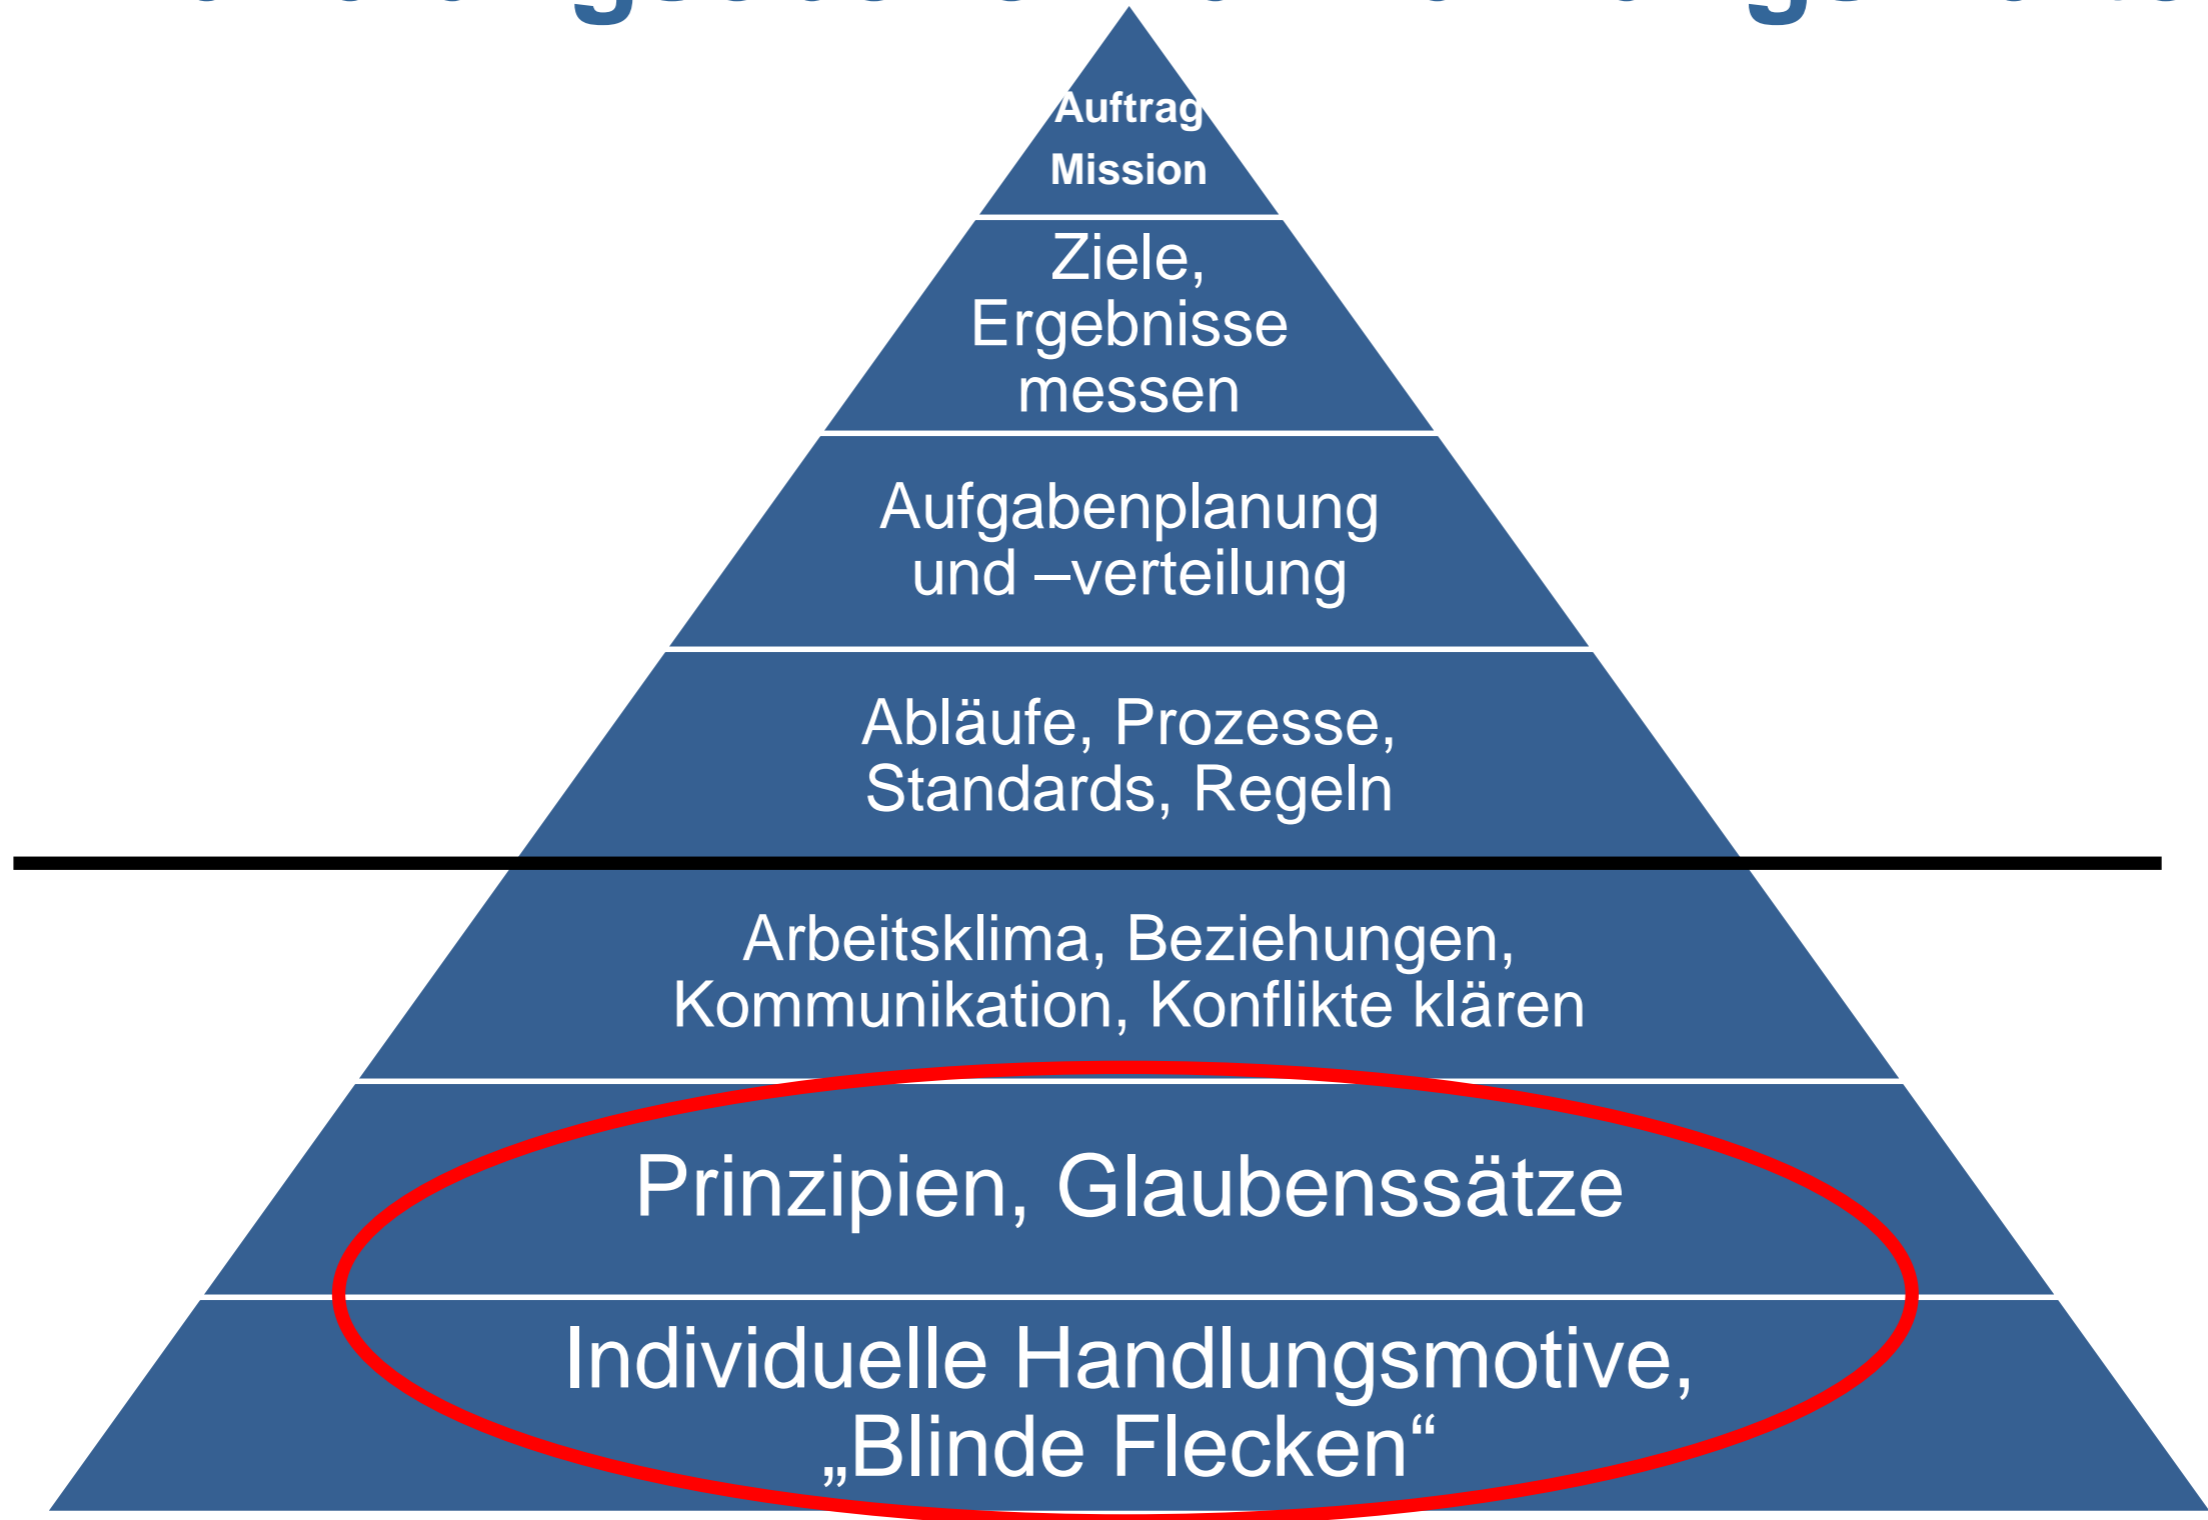 Auftrag
Mission
Ziele,
Ergebnisse
messen
Aufgabenplanung
und –verteilung
Abläufe, Prozesse,
Standards, Regeln
Arbeitsklima, Beziehungen,
Kommunikation, Konflikte klären
Prinzipien, Glaubenssätze
Individuelle Handlungsmotive,
„Blinde Flecken“